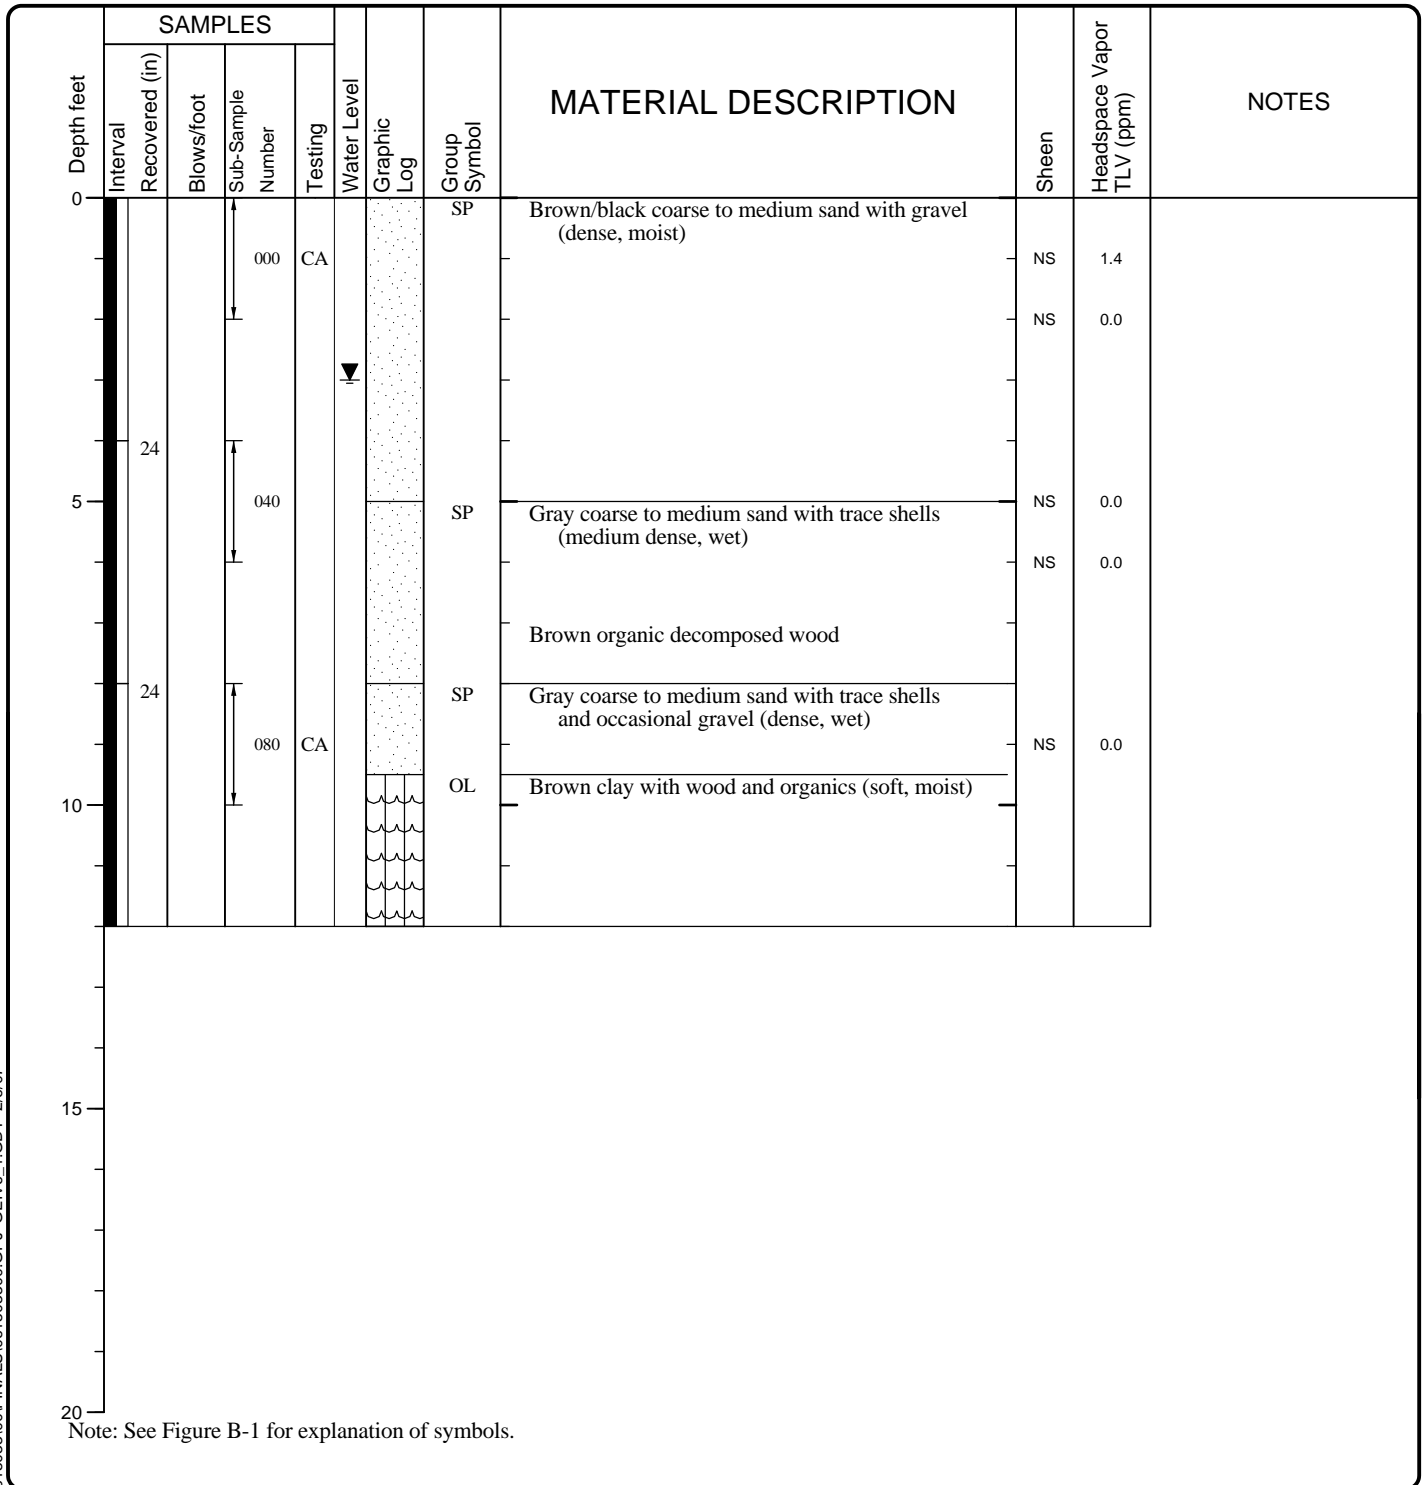 SAMPLES
Depth feet
Interval
Recovered (in)
Blows/foot
Sub-Sample
Number
Testing
Water Level
Graphic
Log
Group
Symbol
MATERIAL DESCRIPTION
Sheen
Headspace Vapor
TLV (ppm)
NOTES
0
SP
Brown/black coarse to medium sand with gravel
(dense, moist)
000
CA
NS
1.4
NS
0.0
24
5
040
NS
0.0
SP
Gray coarse to medium sand with trace shells
(medium dense, wet)
NS
0.0
Brown organic decomposed wood
24
SP
Gray coarse to medium sand with trace shells
and occasional gravel (dense, wet)
080
CA
NS
0.0
OL
Brown clay with wood and organics (soft, moist)
10
15
20
Note: See Figure B-1 for explanation of symbols.